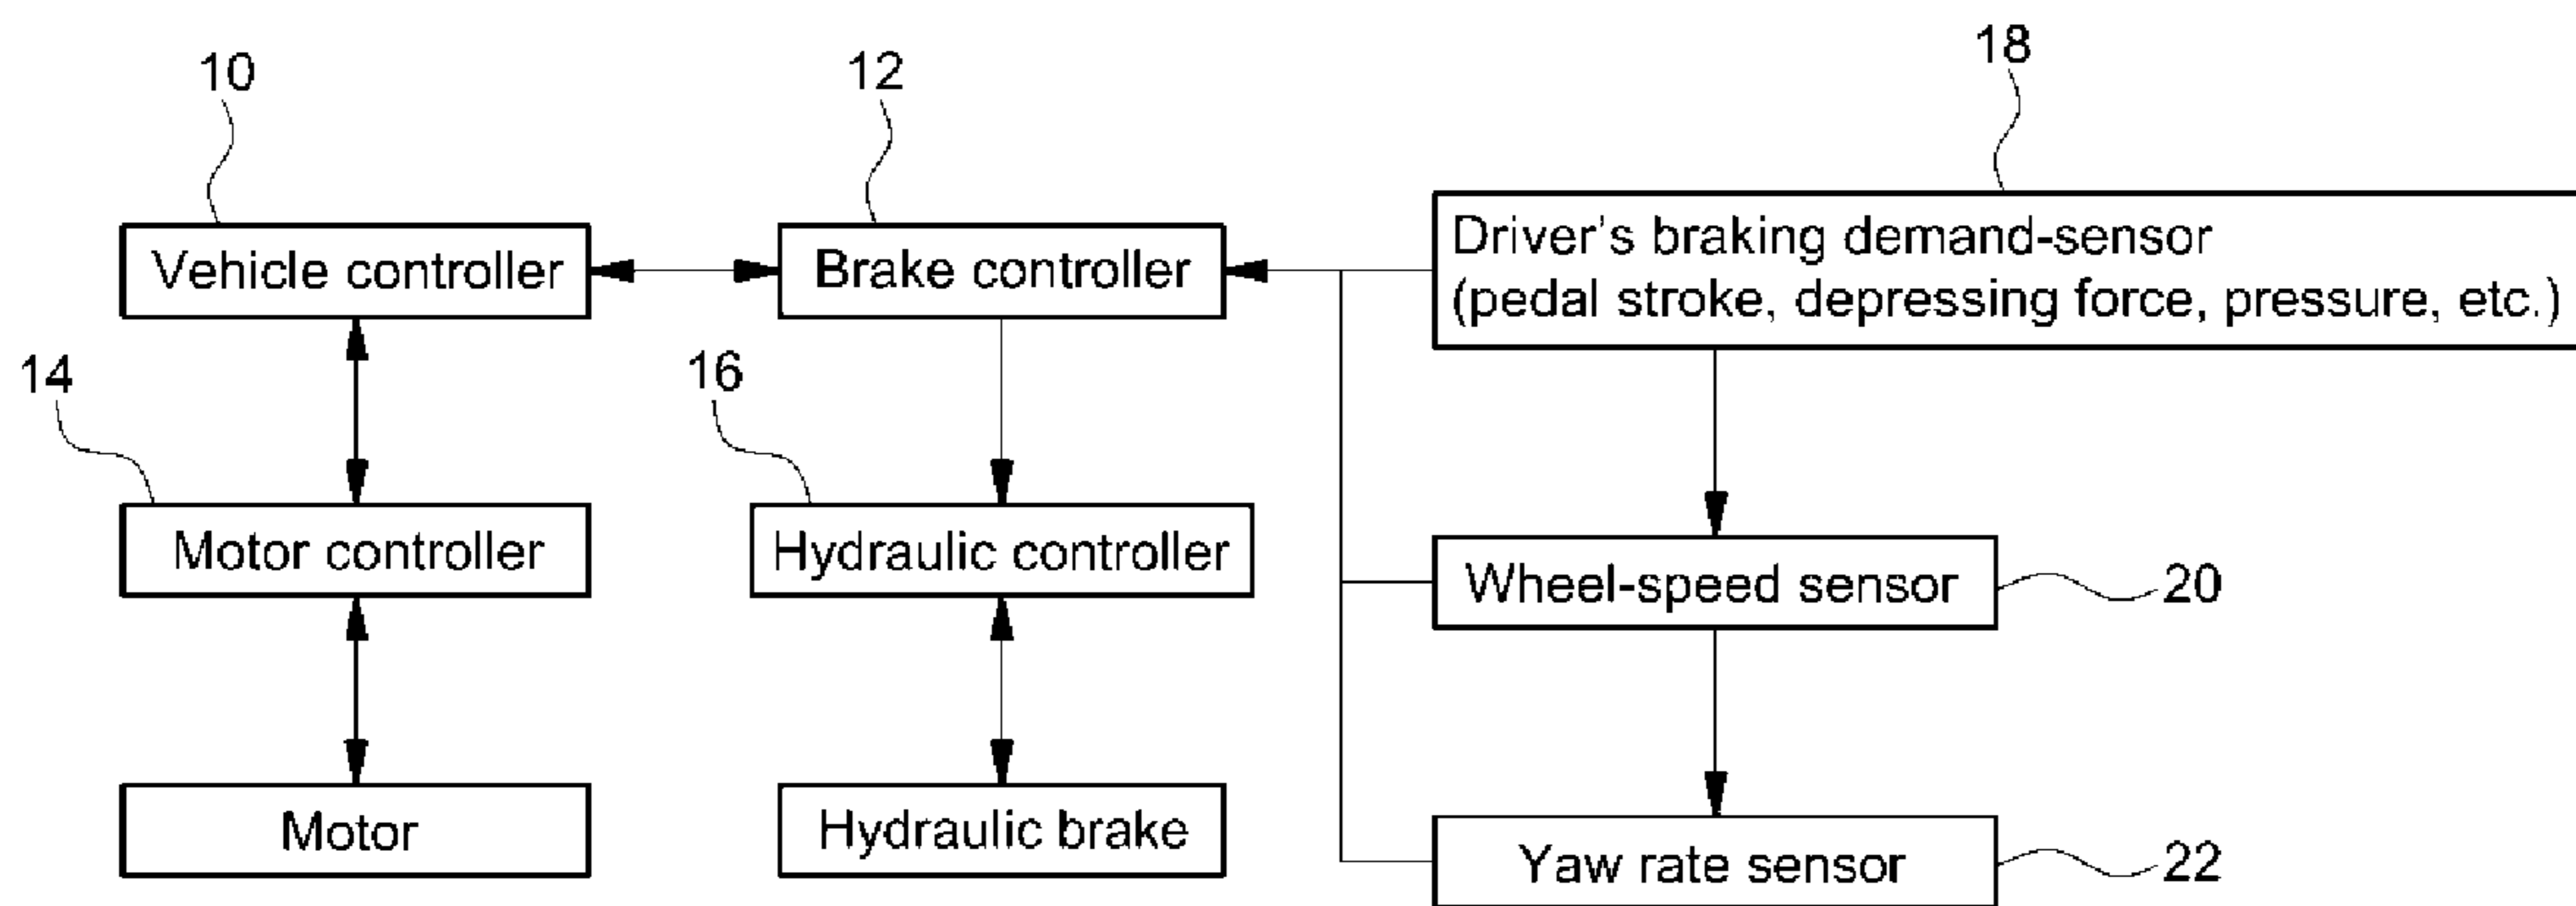 10
12
18
Vehicle controller
Brake controller
Driver's braking demand-sensor
(pedal stroke, depressing force, pressure, etc.)
14
16
Motor controller
Hydraulic controller
Wheel-speed sensor
20
Motor
Hydraulic brake
Yaw rate sensor
22